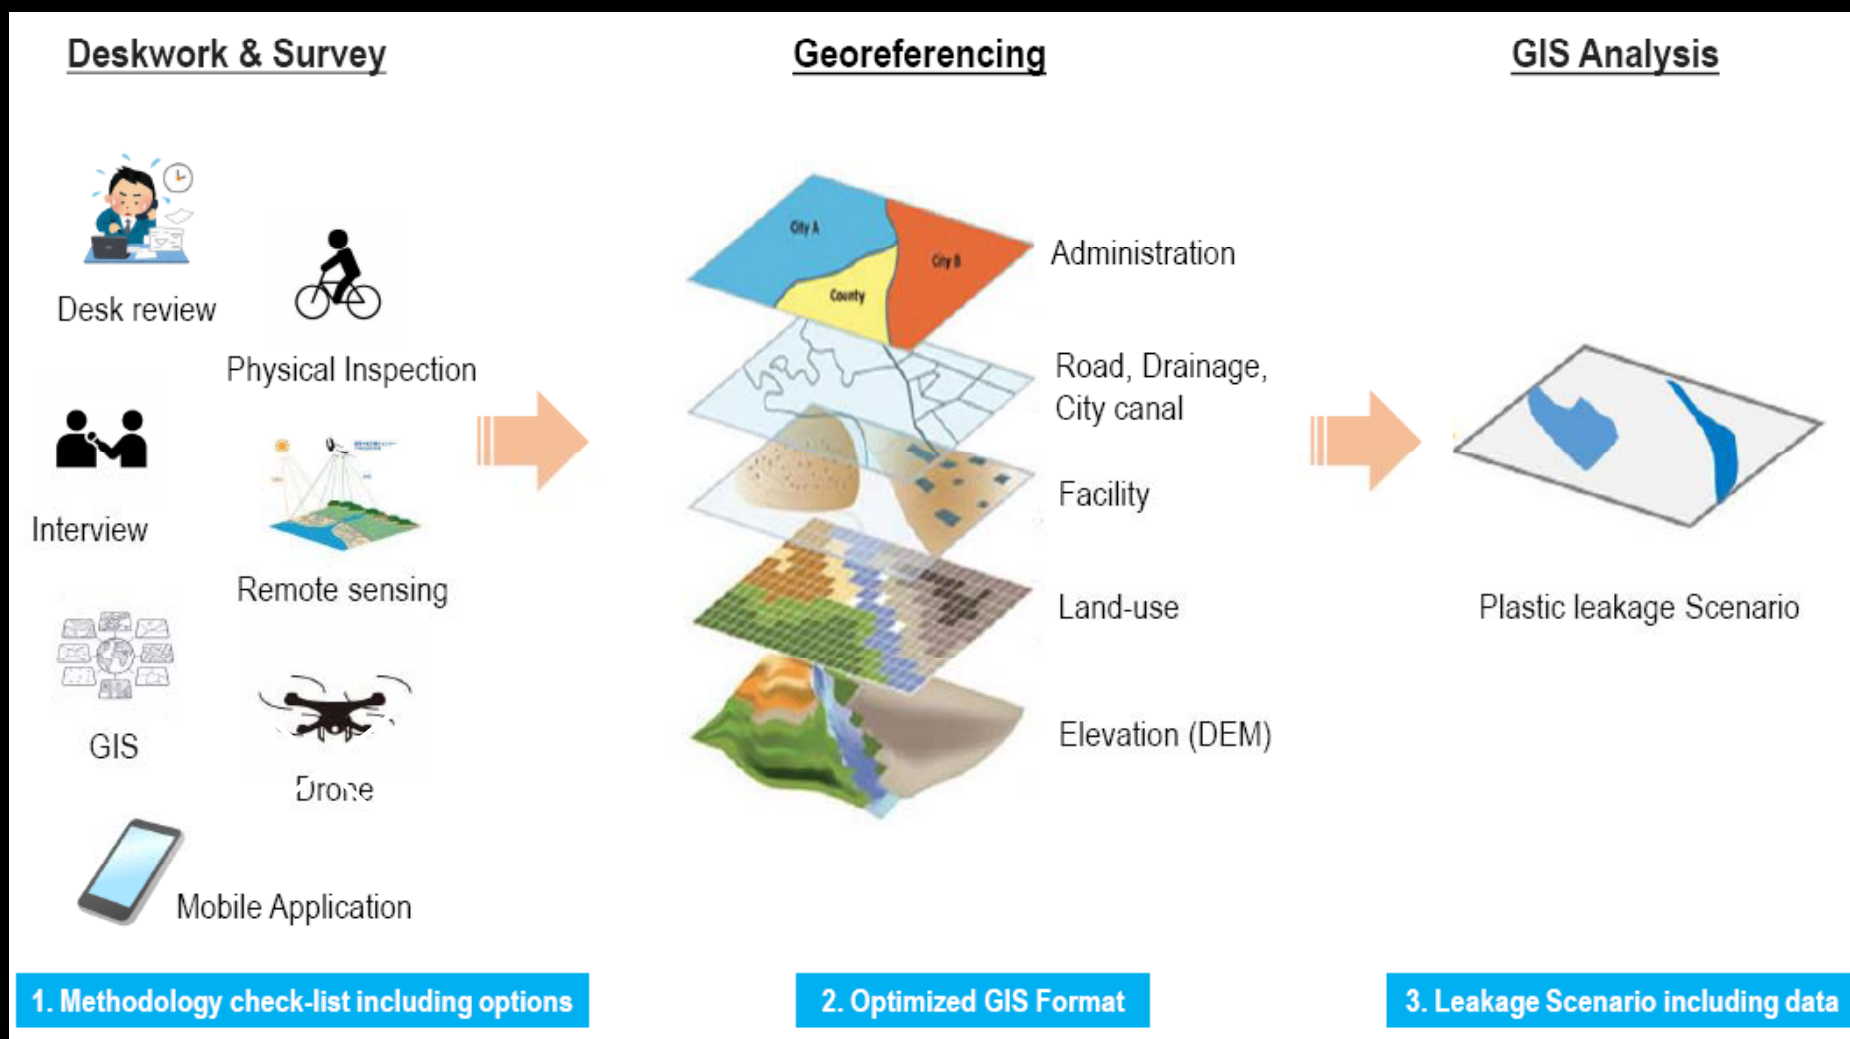 Deskwork & Survey
Desk review
Physical Inspection
Interview
Remote sensing
GIS
Drone
Mobile Application
1. Methodology check-list including options
Georeferencing
City A
City B
County
Administration
Road, Drainage,
City canal
Facility
Land-use
Elevation (DEM)
2. Optimized GIS Format
GIS Analysis
Plastic leakage Scenario
3. Leakage Scenario including data